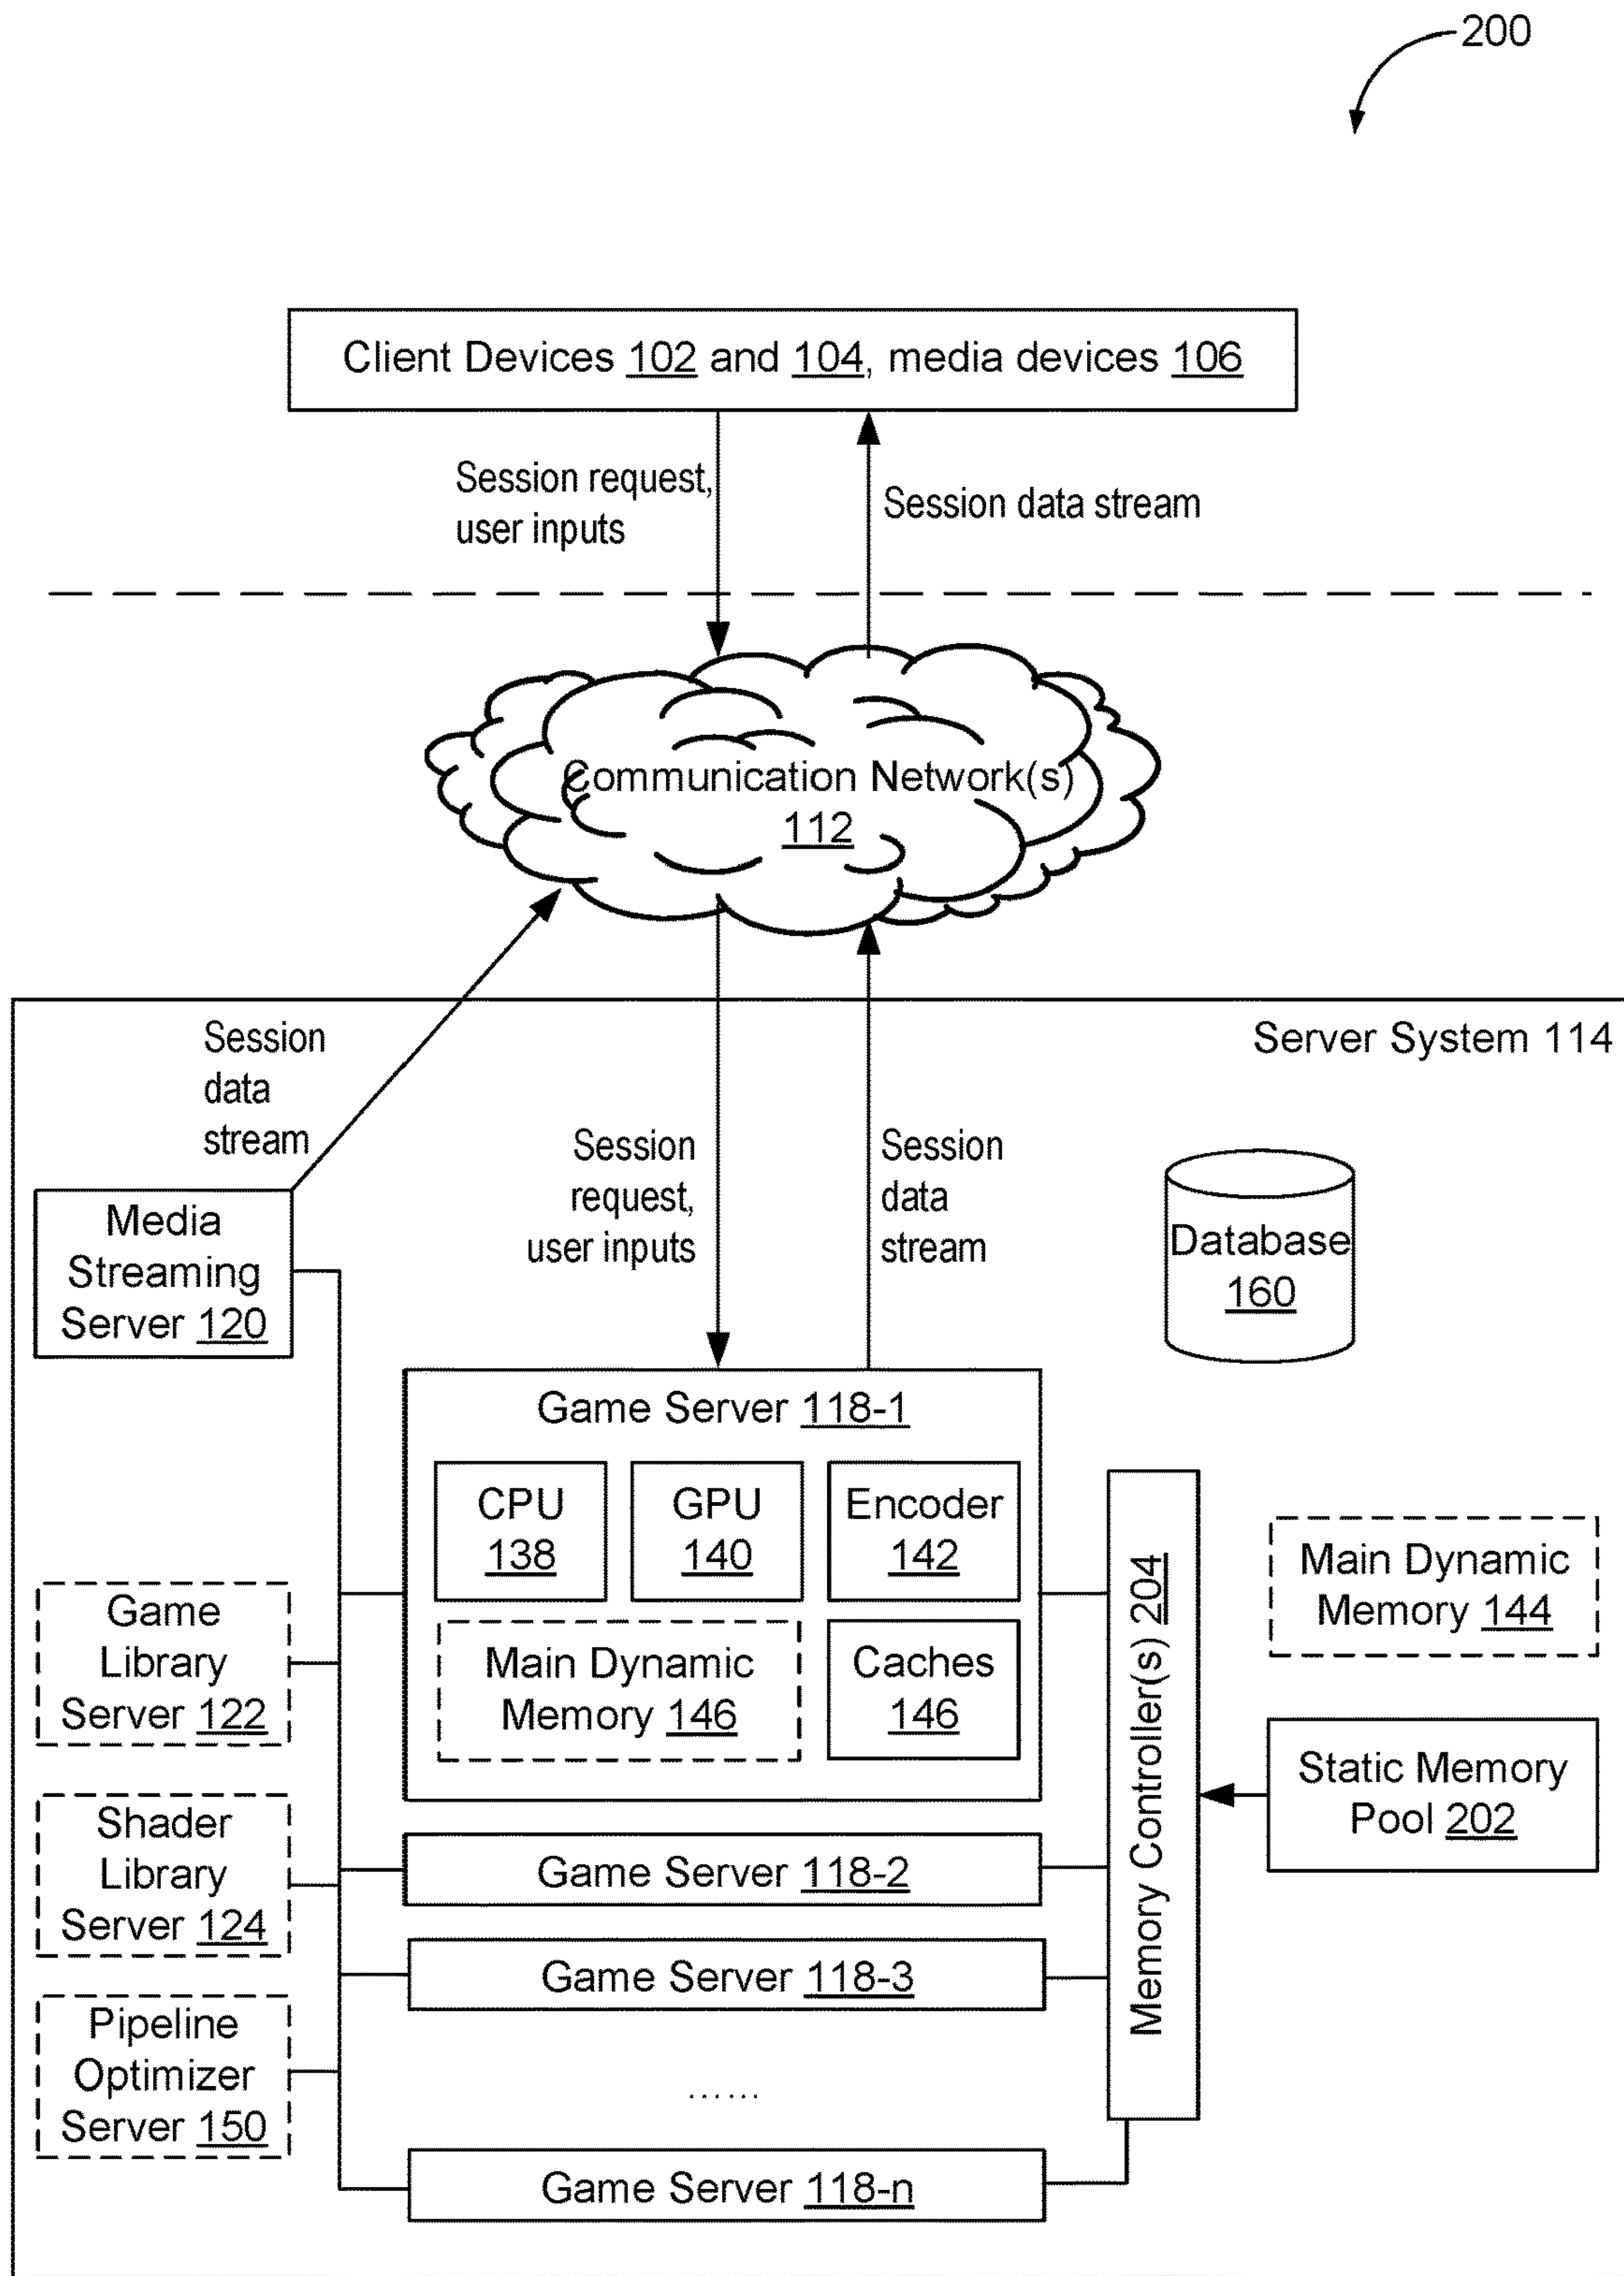 200
Client Devices 102 and 104, media devices 106
Session request,
user inputs
Session data stream
Communication Network(s)
112
Server System 114
Session
data
stream
Session
request,
user inputs
Session
data
stream
Database
160
Media
Streaming
Server 120
Game Server 118-1
CPU
138
GPU
140
Encoder
142
Main Dynamic
Memory 146
Caches
146
Memory Controller(s) 204
Main Dynamic
Memory 144
Static Memory
Pool 202
Game
Library
Server 122
Shader
Library
Server 124
Pipeline
Optimizer
Server 150
Game Server 118-2
Game Server 118-3
......
Game Server 118-n